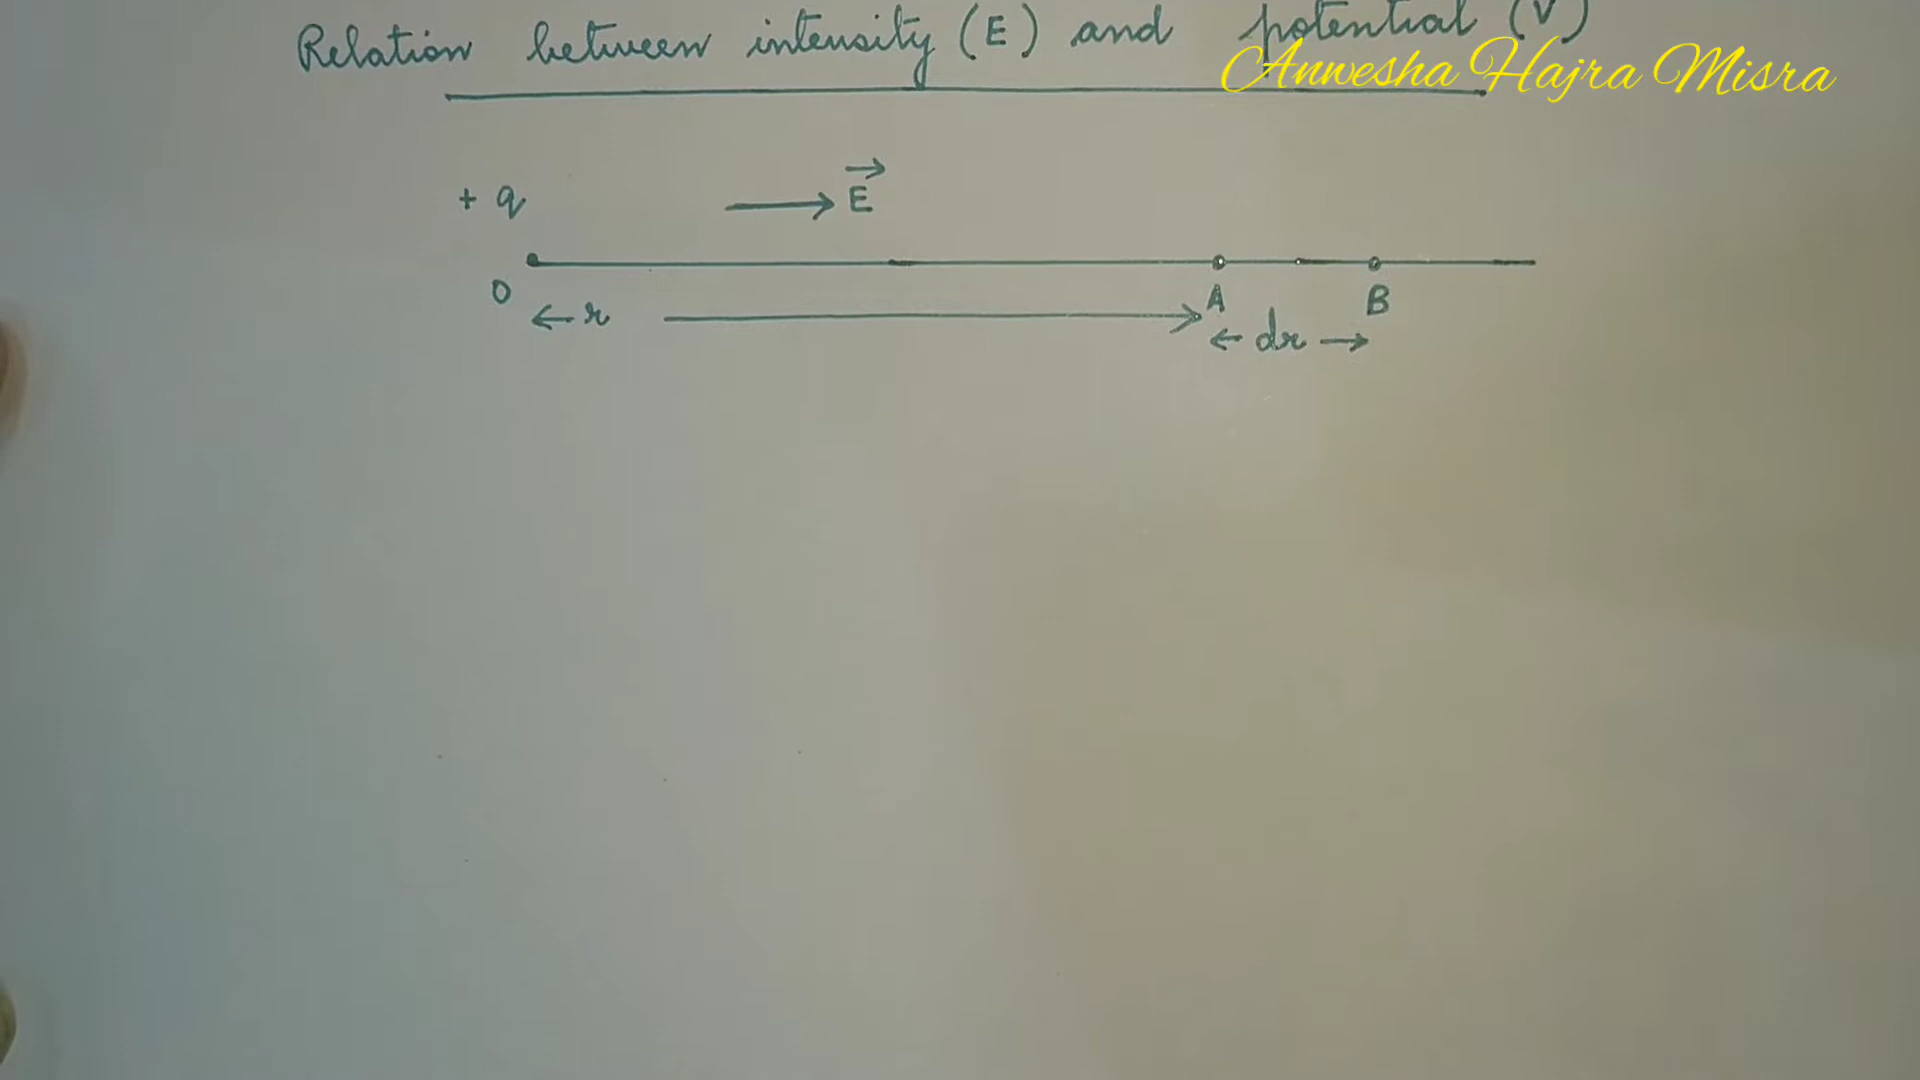 Relation between intensity (E) and potential (V)
Anwesha Hajra Misra
+ q → E→
O A B
← r → ← dr →